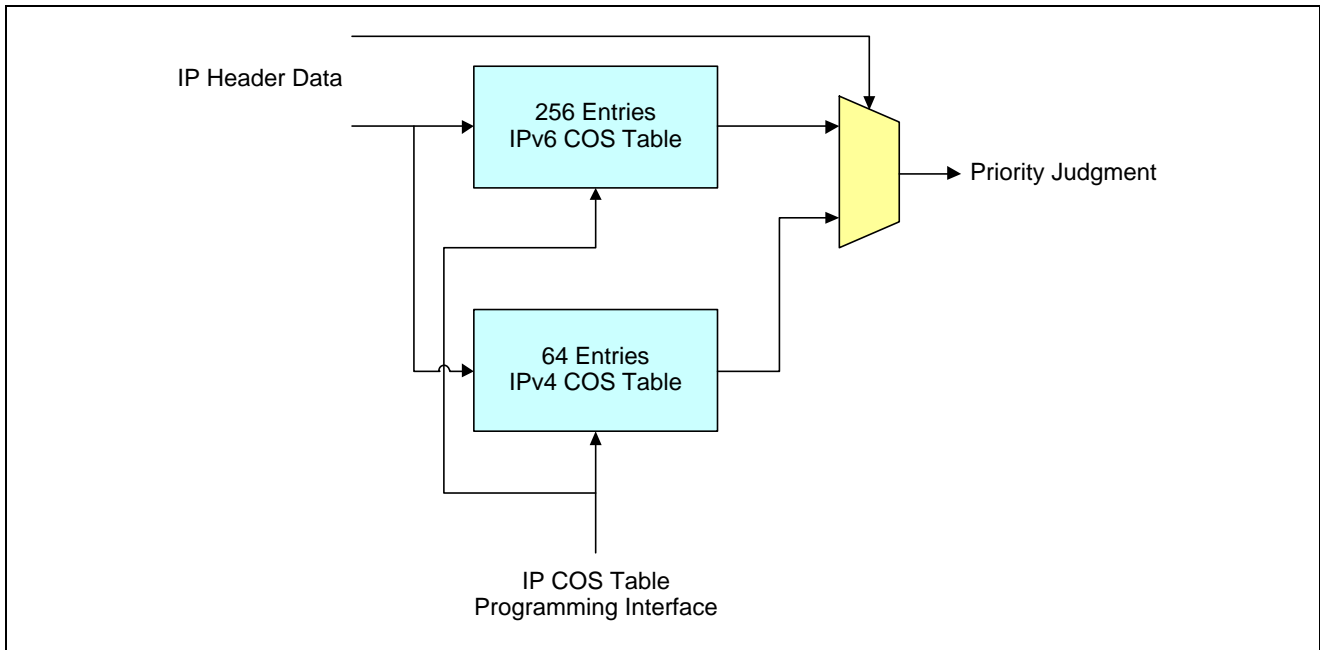 IP Header Data
256 Entries
IPv6 COS Table
Priority Judgment
64 Entries
IPv4 COS Table
IP COS Table
Programming Interface